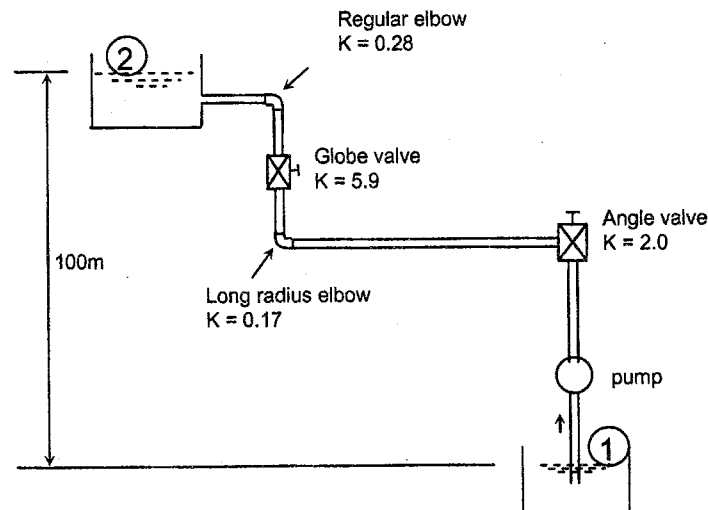 Regular elbow
K = 0.28
2
Globe valve
K = 5.9
Angle valve
K = 2.0
100m
Long radius elbow
K = 0.17
pump
1